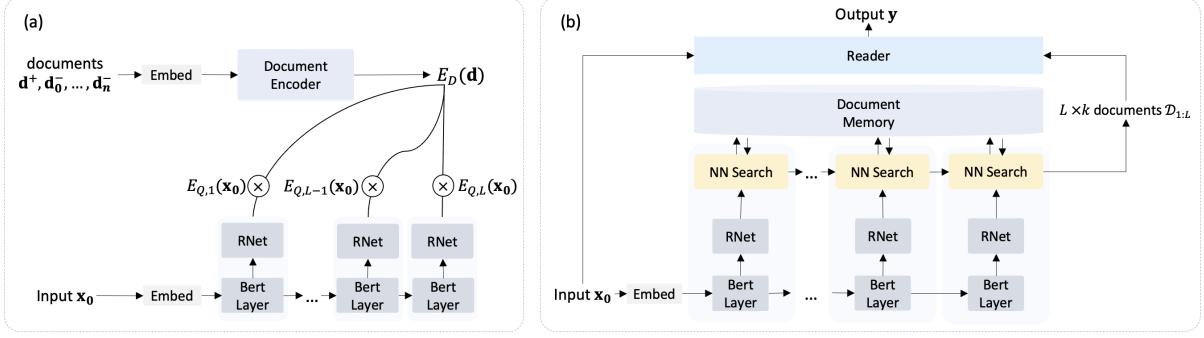 (a)
documents
d⁺, d₀⁻, ..., dₙ⁻
Embed
Document
Encoder
E_D(d)
E_{Q,1}(x₀)
E_{Q,L−1}(x₀)
E_{Q,L}(x₀)
RNet
RNet
RNet
Input x₀
Embed
Bert
Layer
...
Bert
Layer
Bert
Layer
(b)
Output y
Reader
Document
Memory
L ×k documents 𝒟_{1:L}
NN Search
...
NN Search
NN Search
RNet
RNet
RNet
Input x₀
Embed
Bert
Layer
...
Bert
Layer
Bert
Layer